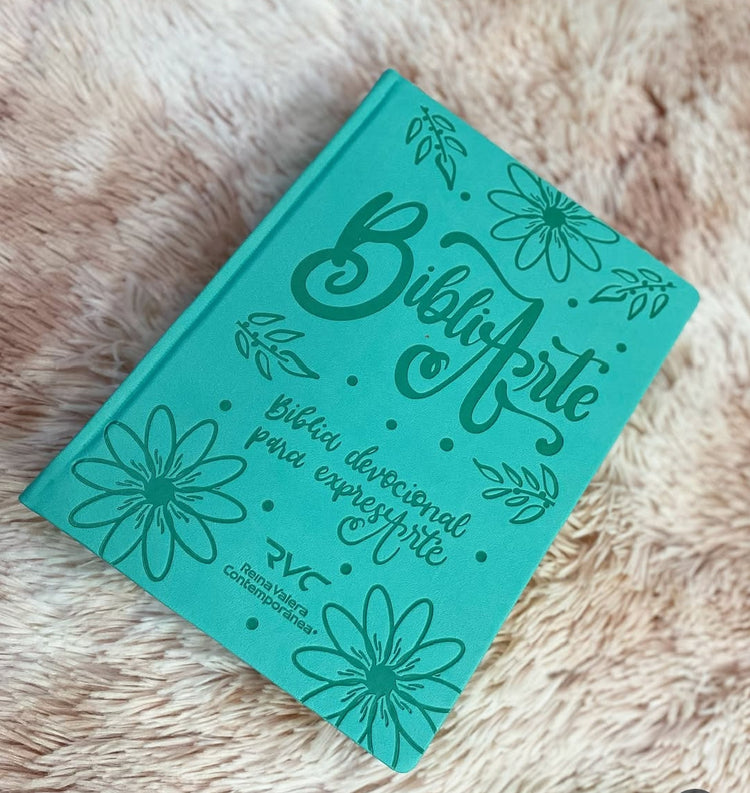 BibliArte
Biblia devocional
para expresArte
RVC
Reina Valera
Contemporánea®